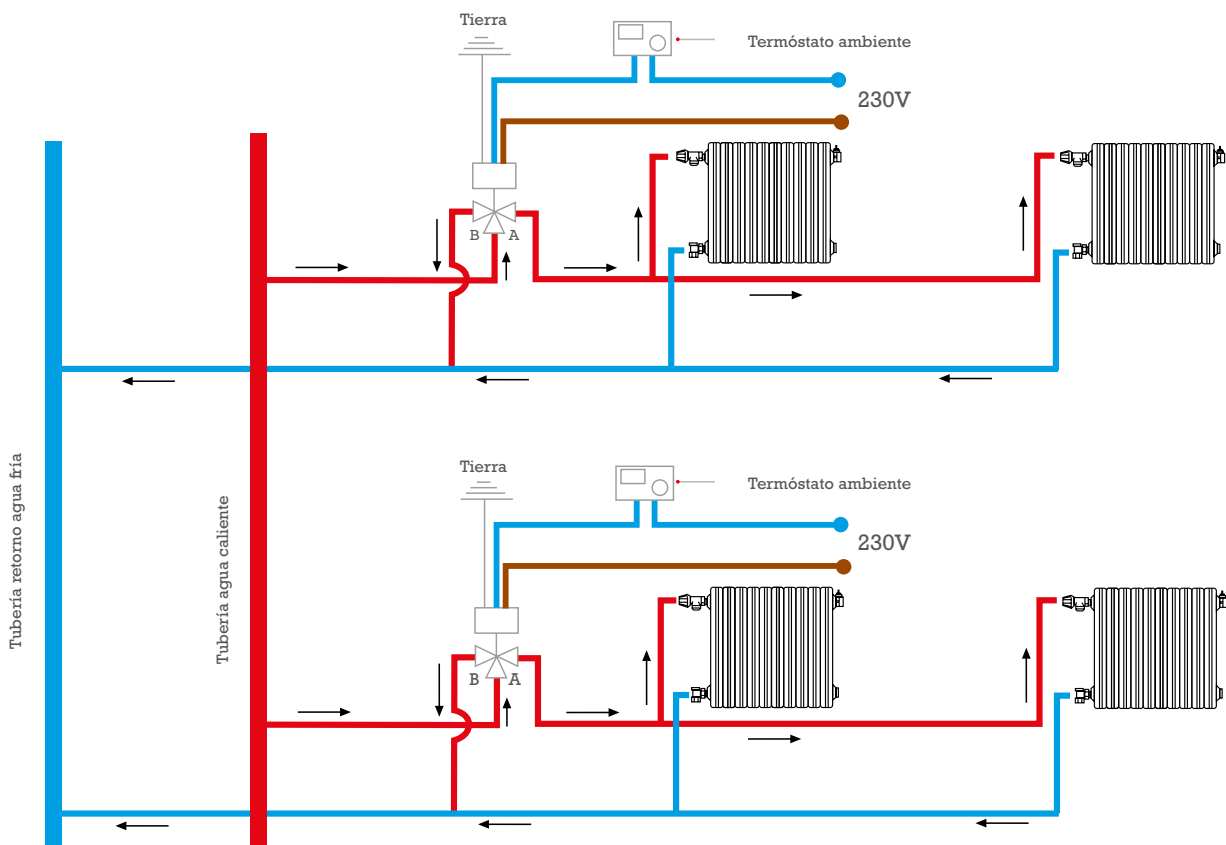 Tierra
Termóstato ambiente
230V
B
A
Tierra
Termóstato ambiente
230V
B
A
Tubería retorno agua fría
Tubería agua caliente